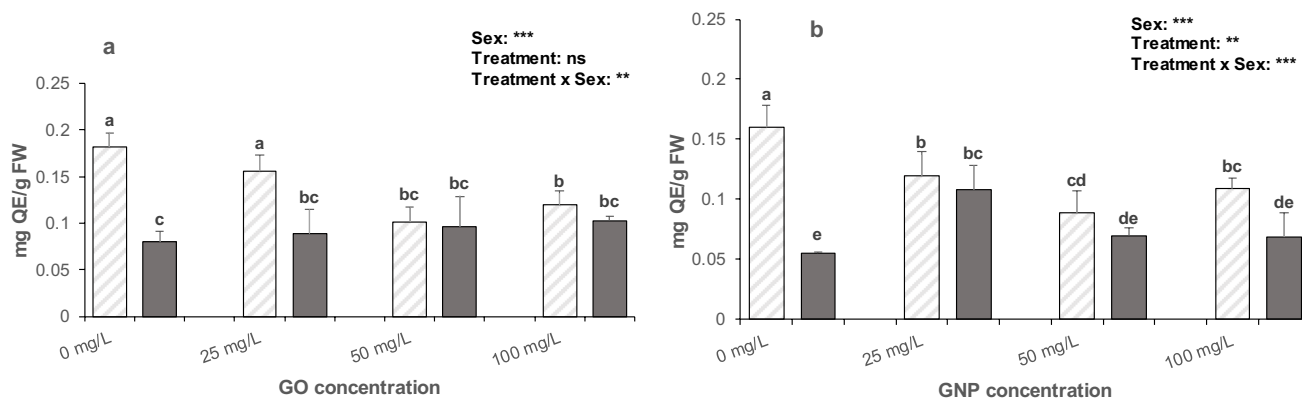 a
Sex: ***
Treatment: ns
Treatment x Sex: **
mg QE/g FW
0.25
0.2
0.15
0.1
0.05
0
a
c
a
bc
bc
bc
b
bc
0 mg/L
25 mg/L
50 mg/L
100 mg/L
GO concentration
b
Sex: ***
Treatment: **
Treatment x Sex: ***
mg QE/g FW
0.25
0.2
0.15
0.1
0.05
0
a
e
b
bc
cd
de
bc
de
0 mg/L
25 mg/L
50 mg/L
100 mg/L
GNP concentration